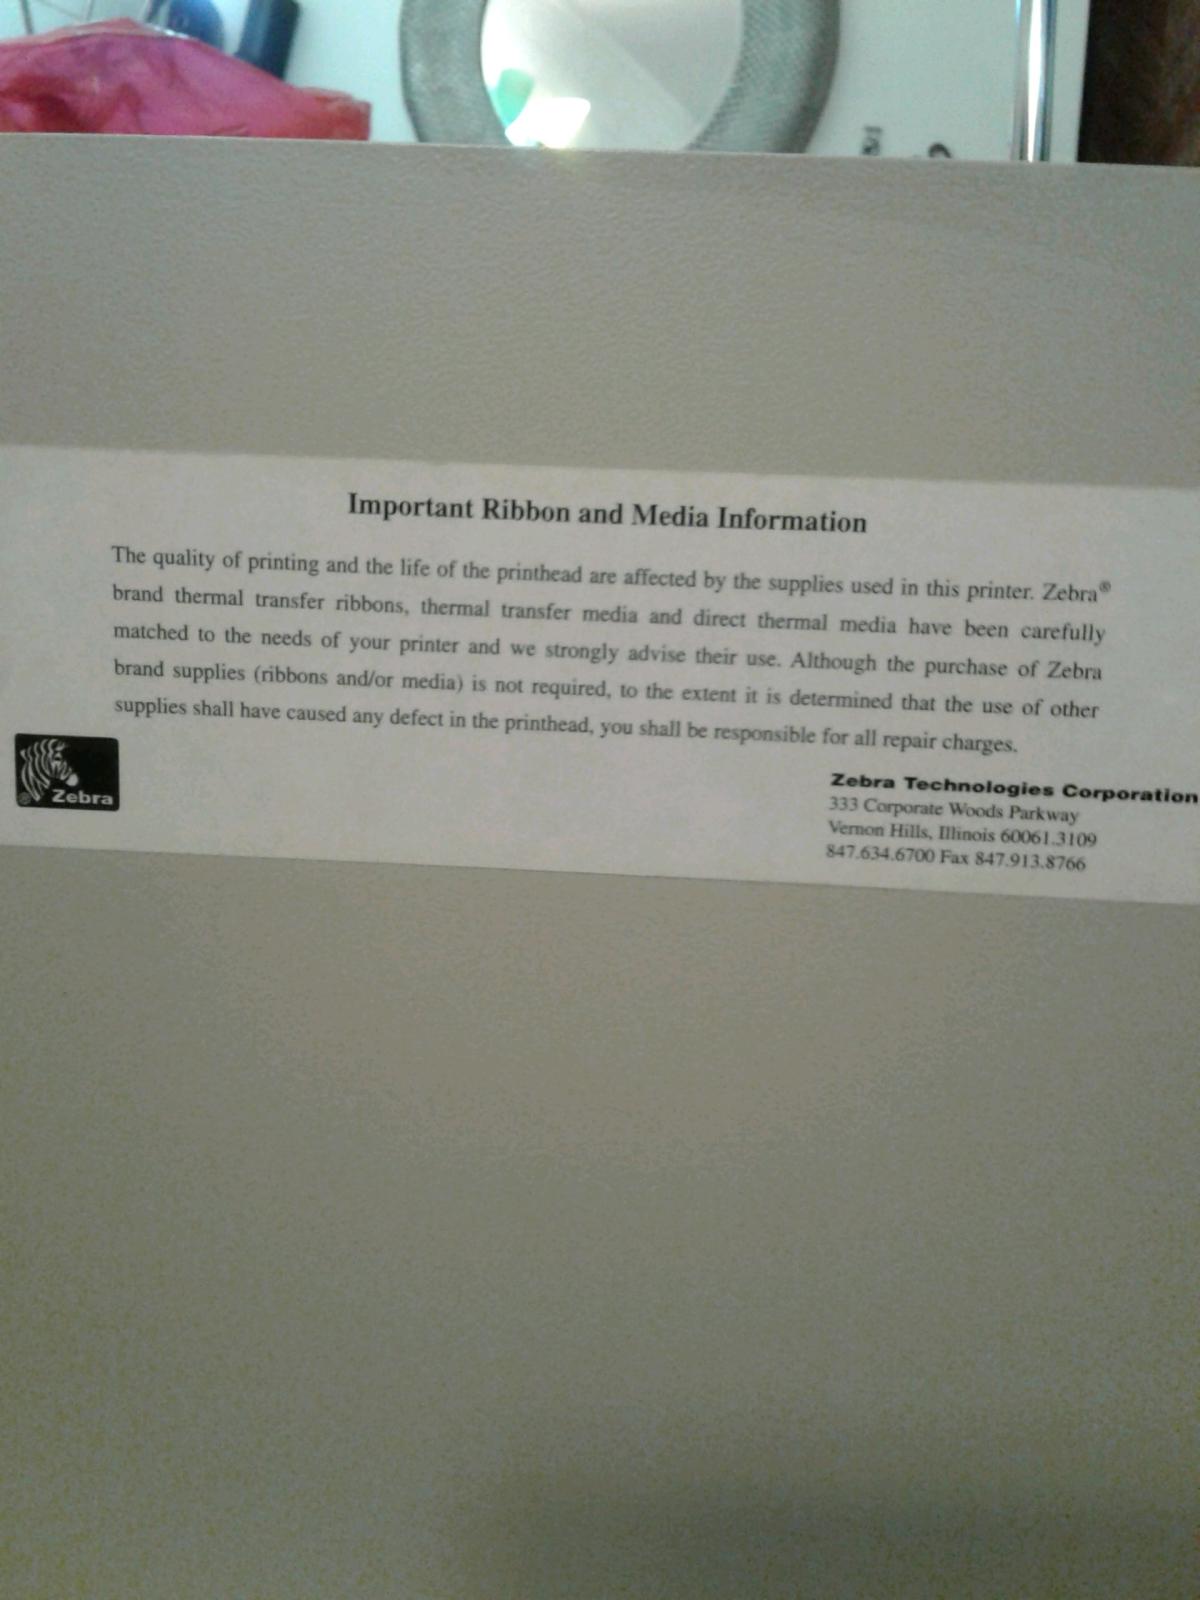 Important Ribbon and Media Information
The quality of printing and the life of the printhead are affected by the supplies used in this printer. Zebra®
brand thermal transfer ribbons, thermal transfer media and direct thermal media have been carefully
matched to the needs of your printer and we strongly advise their use. Although the purchase of Zebra
brand supplies (ribbons and/or media) is not required, to the extent it is determined that the use of other
supplies shall have caused any defect in the printhead, you shall be responsible for all repair charges.
® Zebra
Zebra Technologies Corporation
333 Corporate Woods Parkway
Vernon Hills, Illinois 60061.3109
847.634.6700 Fax 847.913.8766